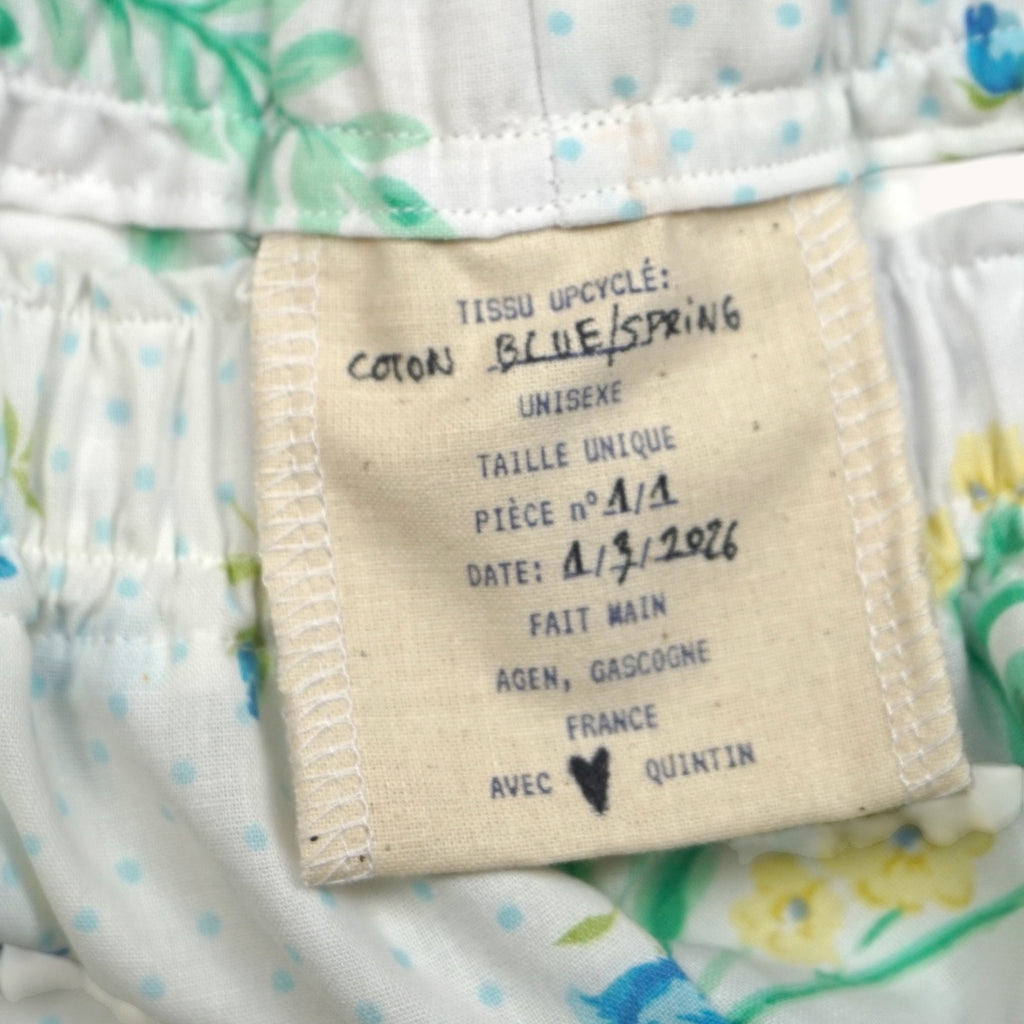 TISSU UPCYCLÉ:
COTON BLUE/SPRING
UNISEXE
TAILLE UNIQUE
PIÈCE n° 1/1
DATE: 1/3/2026
FAIT MAIN
AGEN, GASCOGNE
FRANCE
AVEC ♥ QUINTIN